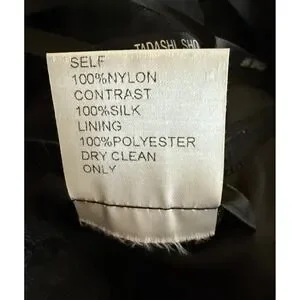 TADASHI SHO
SELF
100%NYLON
CONTRAST
100%SILK
LINING
100%POLYESTER
DRY CLEAN
ONLY